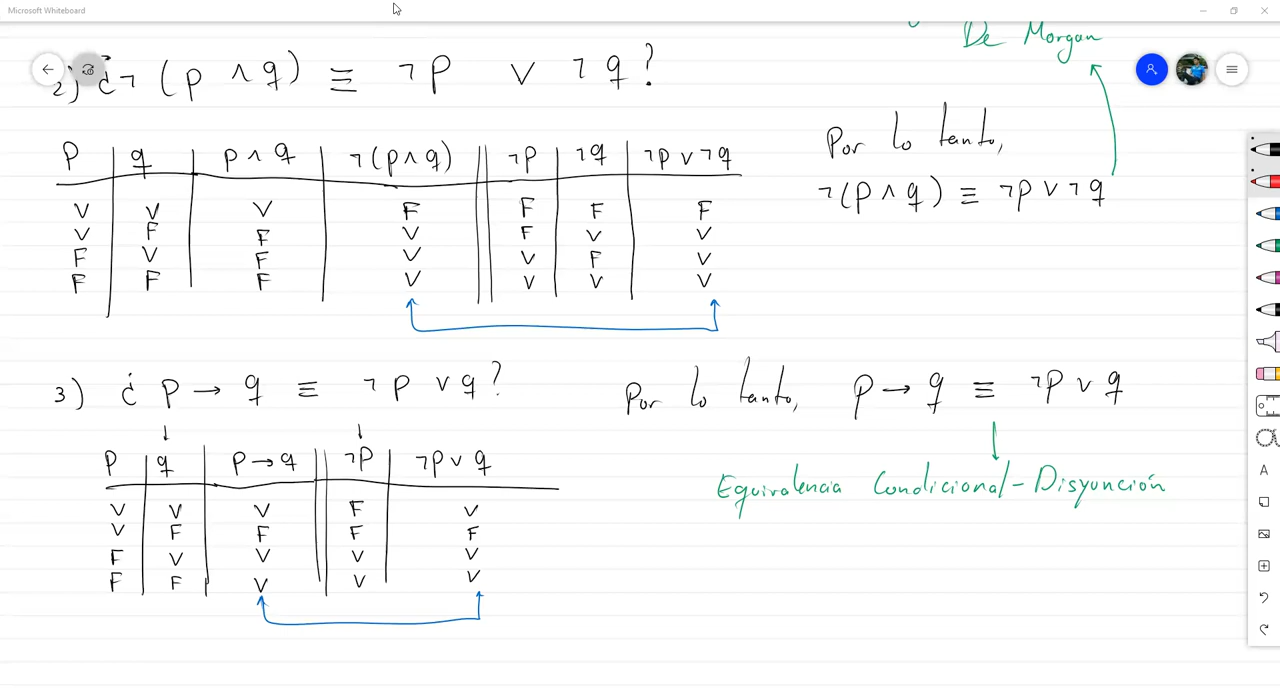 Microsoft Whiteboard
De Morgan
2) ¿¬(p ∧ q) ≡ ¬p ∨ ¬q?
Por lo tanto,
¬(p ∧ q) ≡ ¬p ∨ ¬q
p q p ∧ q ¬(p ∧ q) ¬p ¬q ¬p ∨ ¬q
V V V F F F F
V F F V F V V
F V F V V F V
F F F V V V V
3) ¿ p → q ≡ ¬p ∨ q?
Por lo tanto, p → q ≡ ¬p ∨ q
Equivalencia Condicional-Disyunción
p q p → q ¬p ¬p ∨ q
V V V F V
V F F F F
F V V V V
F F V V V
A